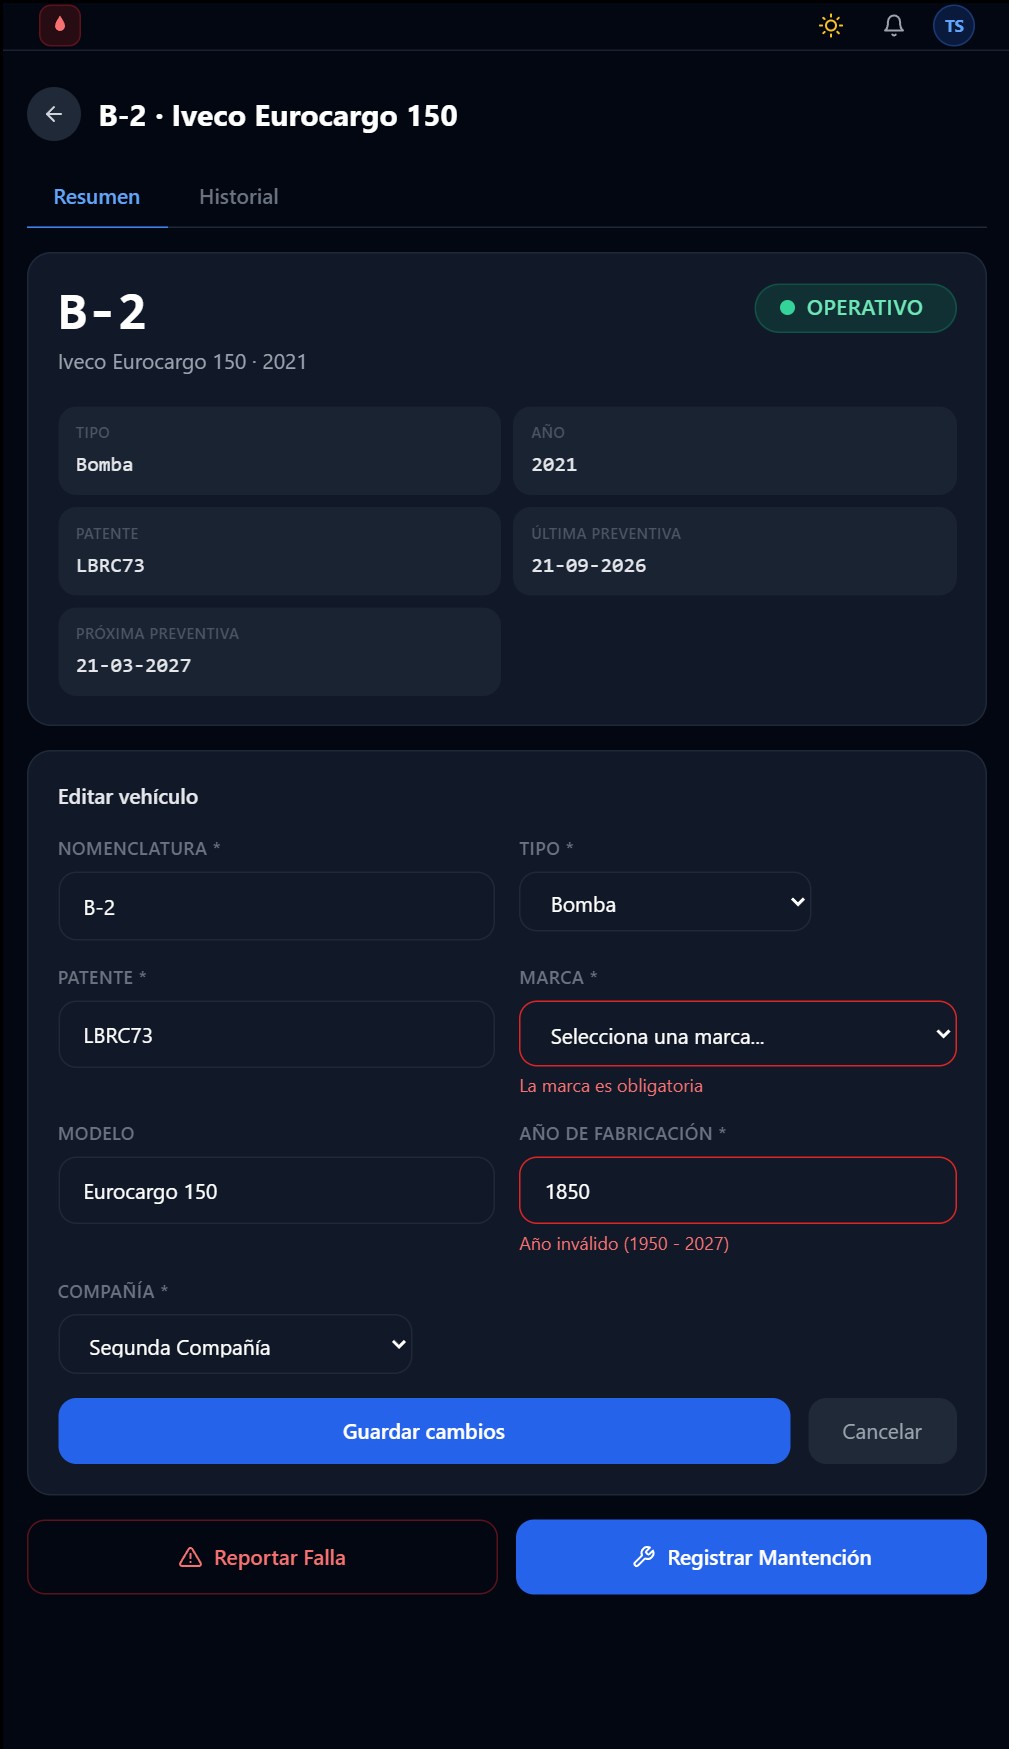 TS
B-2 · Iveco Eurocargo 150
Resumen
Historial
B-2
OPERATIVO
Iveco Eurocargo 150 · 2021
TIPO
Bomba
AÑO
2021
PATENTE
LBRC73
ÚLTIMA PREVENTIVA
21-09-2026
PRÓXIMA PREVENTIVA
21-03-2027
Editar vehículo
NOMENCLATURA *
B-2
TIPO *
Bomba
PATENTE *
LBRC73
MARCA *
Selecciona una marca...
La marca es obligatoria
MODELO
Eurocargo 150
AÑO DE FABRICACIÓN *
1850
Año inválido (1950 - 2027)
COMPAÑÍA *
Segunda Compañía
Guardar cambios
Cancelar
Reportar Falla
Registrar Mantención